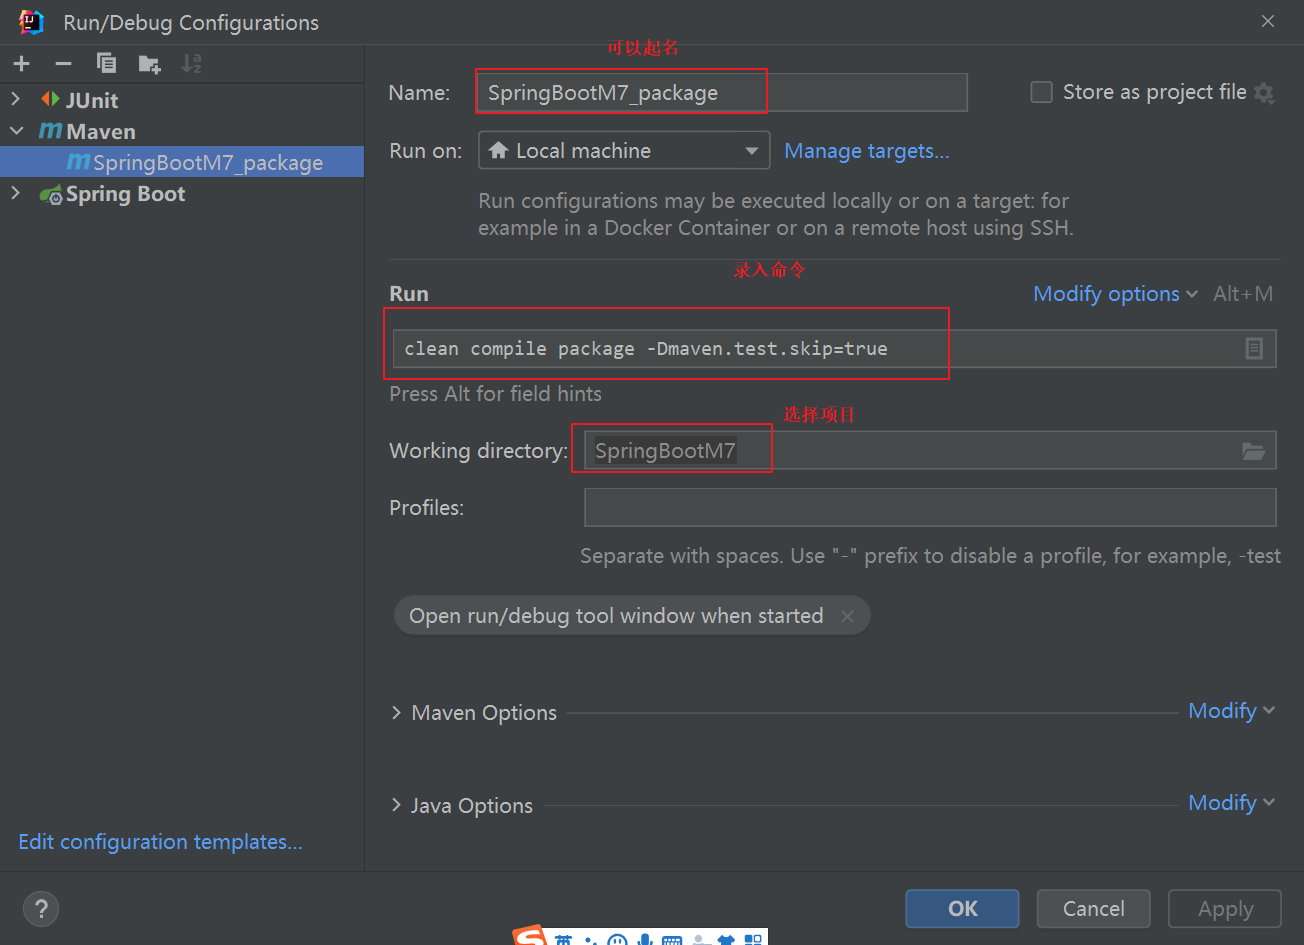 Run/Debug Configurations
JUnit
Maven
SpringBootM7_package
Spring Boot
可以起名
Name: SpringBootM7_package
Store as project file
Run on: Local machine Manage targets...
Run configurations may be executed locally or on a target: for
example in a Docker Container or on a remote host using SSH.
录入命令
Run Modify options Alt+M
clean compile package -Dmaven.test.skip=true
Press Alt for field hints
选择项目
Working directory: SpringBootM7
Profiles:
Separate with spaces. Use "-" prefix to disable a profile, for example, -test
Open run/debug tool window when started
Maven Options Modify
Java Options Modify
Edit configuration templates...
? OK Cancel Apply
S 英